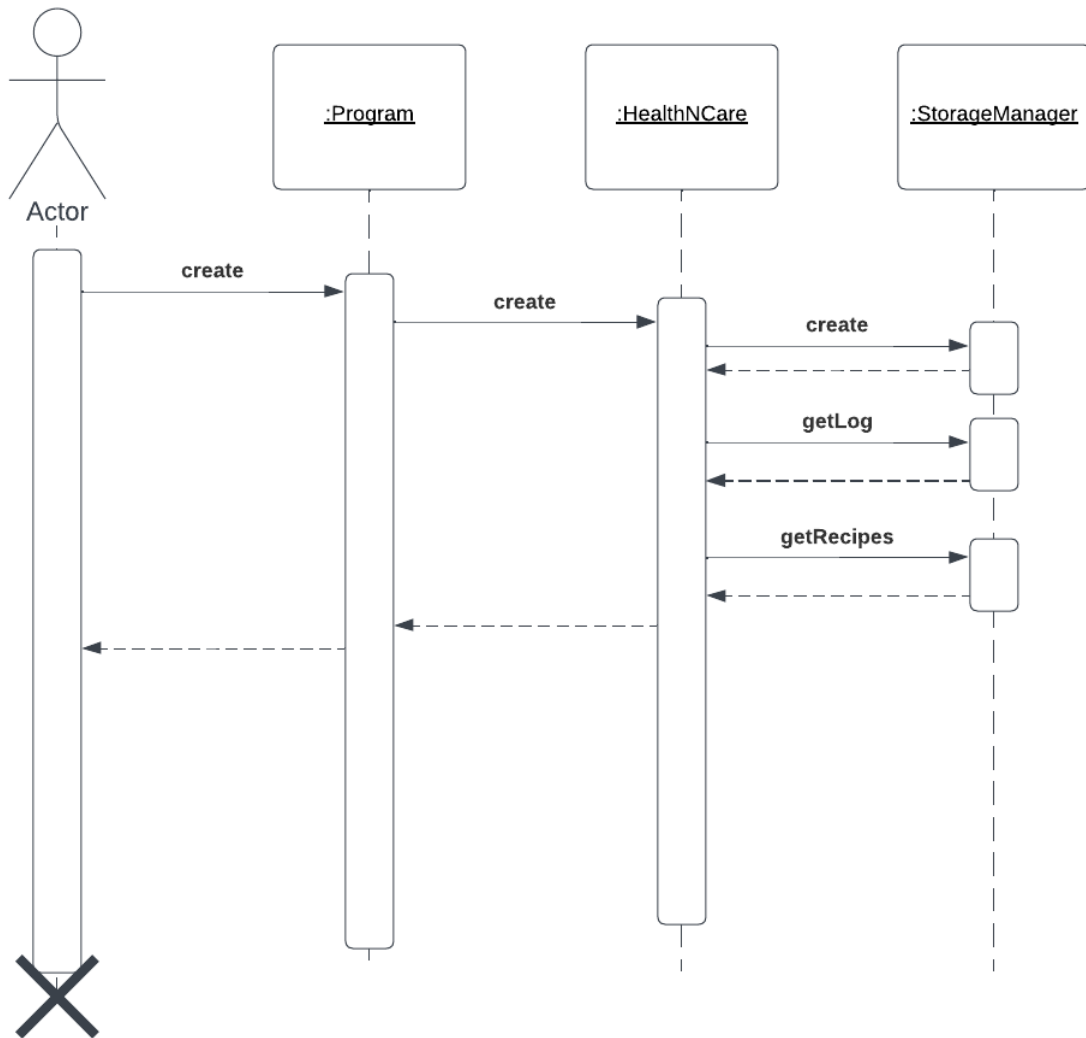 :Program
:HealthNCare
:StorageManager
Actor
create
create
create
getLog
getRecipes